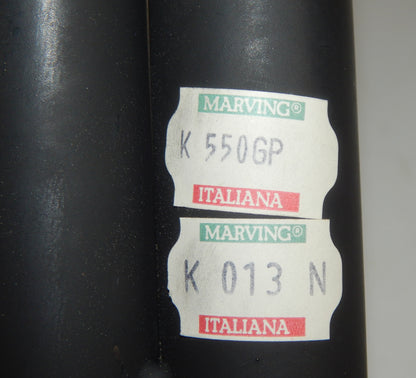 MARVING®
K 550GP
ITALIANA
MARVING®
K 013 N
ITALIANA